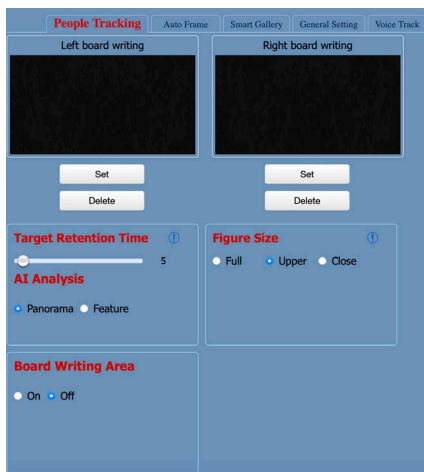 People Tracking Auto Frame Smart Gallery General Setting Voice Track
Left board writing Right board writing
Set Set
Delete Delete
Target Retention Time ! Figure Size !
5 Full Upper Close
AI Analysis
Panorama Feature
Board Writing Area
On Off